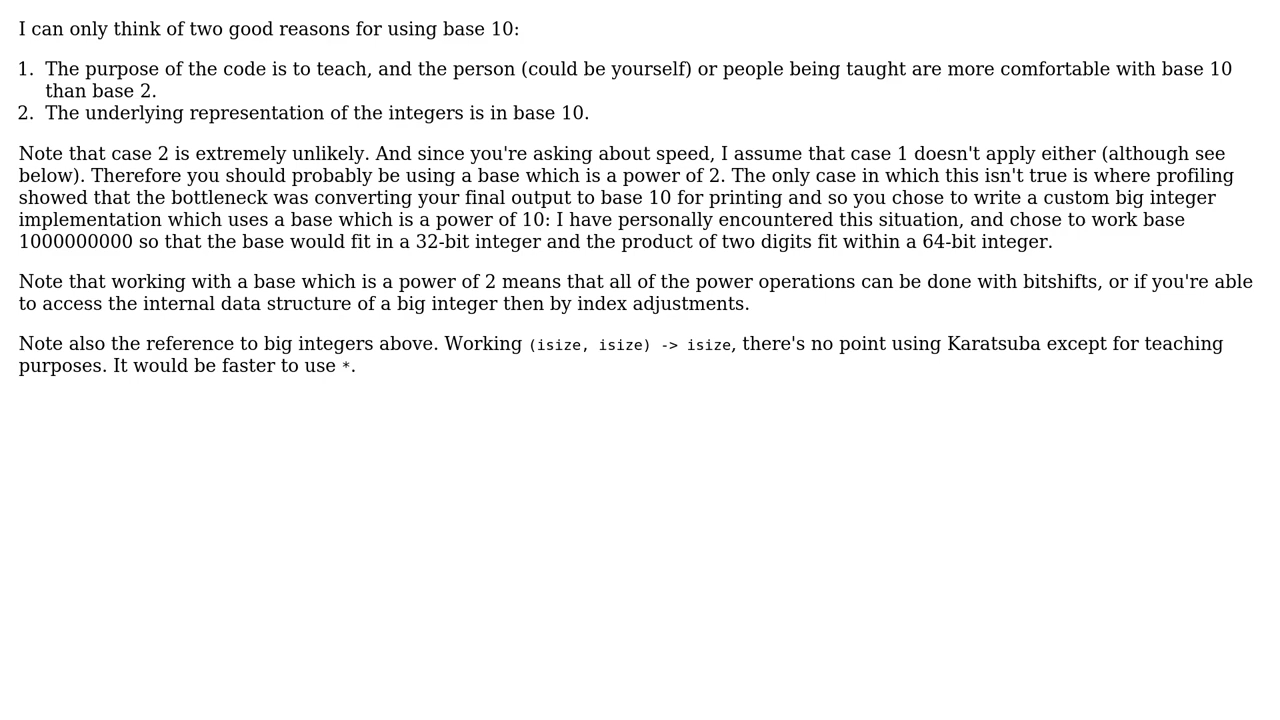 I can only think of two good reasons for using base 10:
1. The purpose of the code is to teach, and the person (could be yourself) or people being taught are more comfortable with base 10
than base 2.
2. The underlying representation of the integers is in base 10.
Note that case 2 is extremely unlikely. And since you're asking about speed, I assume that case 1 doesn't apply either (although see
below). Therefore you should probably be using a base which is a power of 2. The only case in which this isn't true is where profiling
showed that the bottleneck was converting your final output to base 10 for printing and so you chose to write a custom big integer
implementation which uses a base which is a power of 10: I have personally encountered this situation, and chose to work base
1000000000 so that the base would fit in a 32-bit integer and the product of two digits fit within a 64-bit integer.
Note that working with a base which is a power of 2 means that all of the power operations can be done with bitshifts, or if you're able
to access the internal data structure of a big integer then by index adjustments.
Note also the reference to big integers above. Working (isize, isize) -> isize, there's no point using Karatsuba except for teaching
purposes. It would be faster to use *.